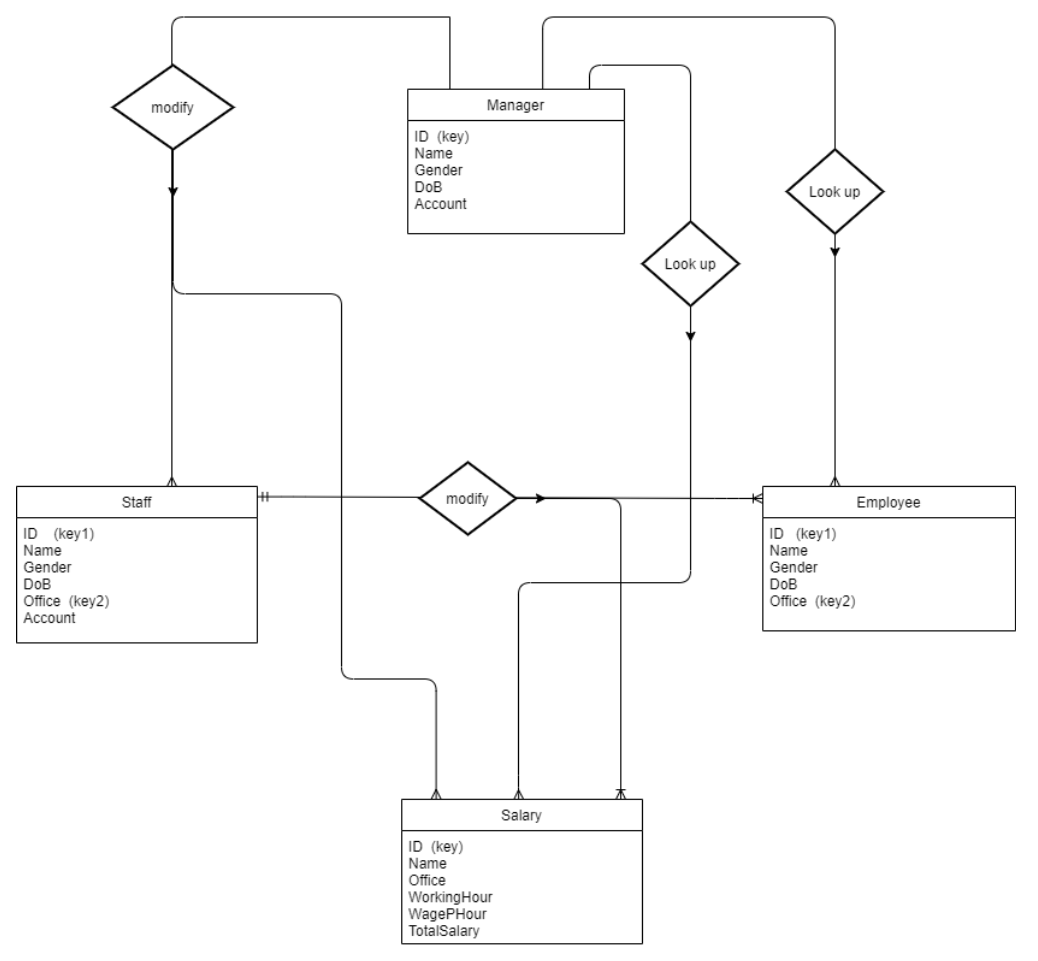 modify
Manager
ID (key)
Name
Gender
DoB
Account
Look up
Look up
Staff
ID (key1)
Name
Gender
DoB
Office (key2)
Account
modify
Employee
ID (key1)
Name
Gender
DoB
Office (key2)
Salary
ID (key)
Name
Office
WorkingHour
WagePHour
TotalSalary